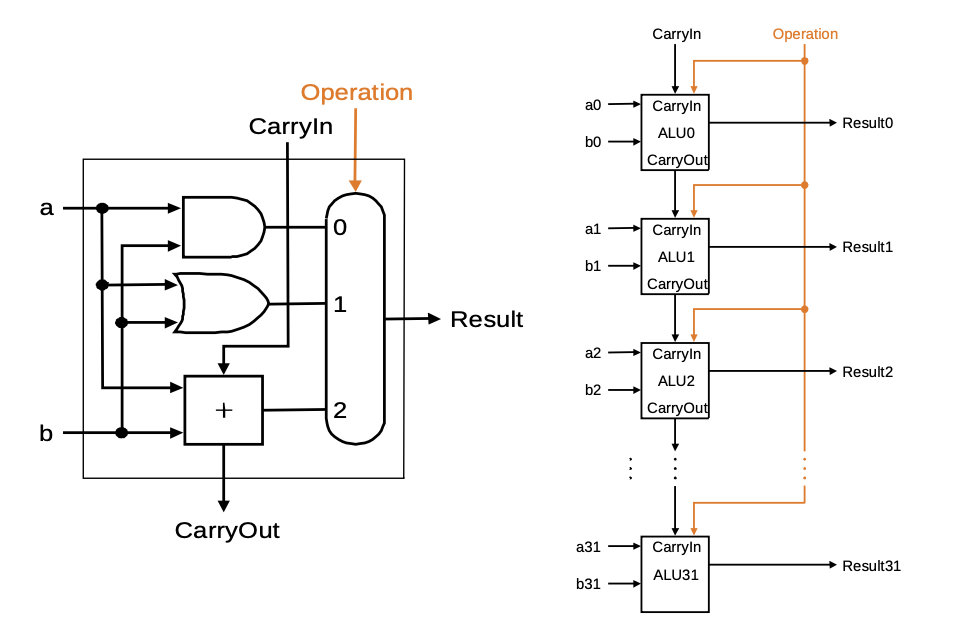 Operation
CarryIn
a
0
1
Result
+
2
b
CarryOut
CarryIn
Operation
a0
CarryIn
ALU0
Result0
b0
CarryOut
a1
CarryIn
ALU1
Result1
b1
CarryOut
a2
CarryIn
ALU2
Result2
b2
CarryOut
a31
CarryIn
ALU31
Result31
b31